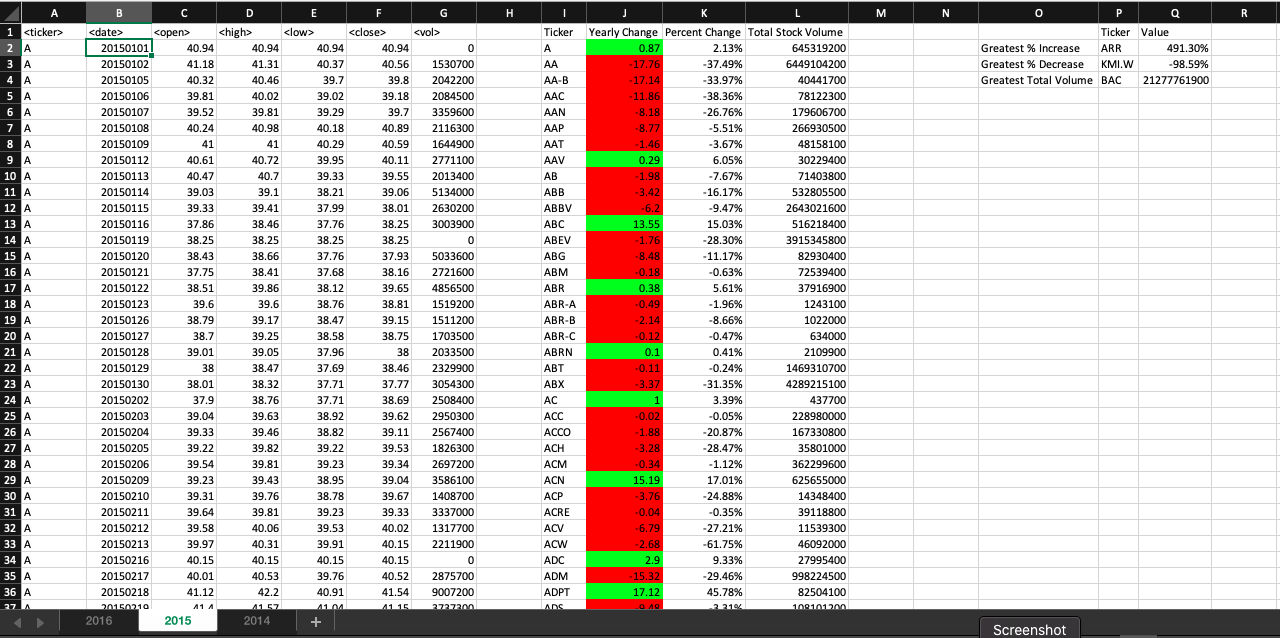 A B C D E F G H I J K L M N O P Q R
1 <ticker> <date> <open> <high> <low> <close> <vol> Ticker Yearly Change Percent Change Total Stock Volume Ticker Value
2 A 20150101 40.94 40.94 40.94 40.94 0 A 0.87 2.13% 645319200 Greatest % Increase ARR 491.30%
3 A 20150102 41.18 41.31 40.37 40.56 1530700 AA -17.76 -37.49% 6449104200 Greatest % Decrease KMI.W -98.59%
4 A 20150105 40.32 40.46 39.7 39.8 2042200 AA-B -17.14 -33.97% 40441700 Greatest Total Volume BAC 21277761900
5 A 20150106 39.81 40.02 39.02 39.18 2084500 AAC -11.86 -38.36% 78122300
6 A 20150107 39.52 39.81 39.29 39.7 3359600 AAN -8.18 -26.76% 179606700
7 A 20150108 40.24 40.98 40.18 40.89 2116300 AAP -8.77 -5.51% 266930500
8 A 20150109 41 41 40.29 40.59 1644900 AAT -1.46 -3.67% 48158100
9 A 20150112 40.61 40.72 39.95 40.11 2771100 AAV 0.29 6.05% 30229400
10 A 20150113 40.47 40.7 39.33 39.55 2013400 AB -1.98 -7.67% 71403800
11 A 20150114 39.03 39.1 38.21 39.06 5134000 ABB -3.42 -16.17% 532805500
12 A 20150115 39.33 39.41 37.99 38.01 2630200 ABBV -6.2 -9.47% 2643021600
13 A 20150116 37.86 38.46 37.76 38.25 3003900 ABC 13.55 15.03% 516218400
14 A 20150119 38.25 38.25 38.25 38.25 0 ABEV -1.76 -28.30% 3915345800
15 A 20150120 38.43 38.66 37.76 37.93 5033600 ABG -8.48 -11.17% 82930400
16 A 20150121 37.75 38.41 37.68 38.16 2721600 ABM -0.18 -0.63% 72539400
17 A 20150122 38.51 39.86 38.12 39.65 4856500 ABR 0.38 5.61% 37916900
18 A 20150123 39.6 39.6 38.76 38.81 1519200 ABR-A -0.49 -1.96% 1243100
19 A 20150126 38.79 39.17 38.47 39.15 1511200 ABR-B -2.14 -8.66% 1022000
20 A 20150127 38.7 39.25 38.58 38.75 1703500 ABR-C -0.12 -0.47% 634000
21 A 20150128 39.01 39.05 37.96 38 2033500 ABRN 0.1 0.41% 2109900
22 A 20150129 38 38.47 37.69 38.46 2329900 ABT -0.11 -0.24% 1469310700
23 A 20150130 38.01 38.32 37.71 37.77 3054300 ABX -3.37 -31.35% 4289215100
24 A 20150202 37.9 38.76 37.71 38.69 2508400 AC 1 3.39% 437700
25 A 20150203 39.04 39.63 38.92 39.62 2950300 ACC -0.02 -0.05% 228980000
26 A 20150204 39.33 39.46 38.82 39.11 2567400 ACCO -1.88 -20.87% 167330800
27 A 20150205 39.22 39.82 39.22 39.53 1826300 ACH -3.28 -28.47% 35801000
28 A 20150206 39.54 39.81 39.23 39.34 2697200 ACM -0.34 -1.12% 362299600
29 A 20150209 39.23 39.43 38.95 39.04 3586100 ACN 15.19 17.01% 625655000
30 A 20150210 39.31 39.76 38.78 39.67 1408700 ACP -3.76 -24.88% 14348400
31 A 20150211 39.64 39.81 39.23 39.33 3337000 ACRE -0.04 -0.35% 39118800
32 A 20150212 39.58 40.06 39.53 40.02 1317700 ACV -6.79 -27.21% 11539300
33 A 20150213 39.97 40.31 39.91 40.15 2211900 ACW -2.68 -61.75% 46092000
34 A 20150216 40.15 40.15 40.15 40.15 0 ADC 2.9 9.33% 27995400
35 A 20150217 40.01 40.53 39.76 40.52 2875700 ADM -15.32 -29.46% 998224500
36 A 20150218 41.12 42.2 40.91 41.54 9007200 ADPT 17.12 45.78% 82504100
37 A 20150219 41.4 41.57 41.04 41.15 3737300 ADS -9.48 -3.31% 108101200
2016 2015 2014 +
Screenshot